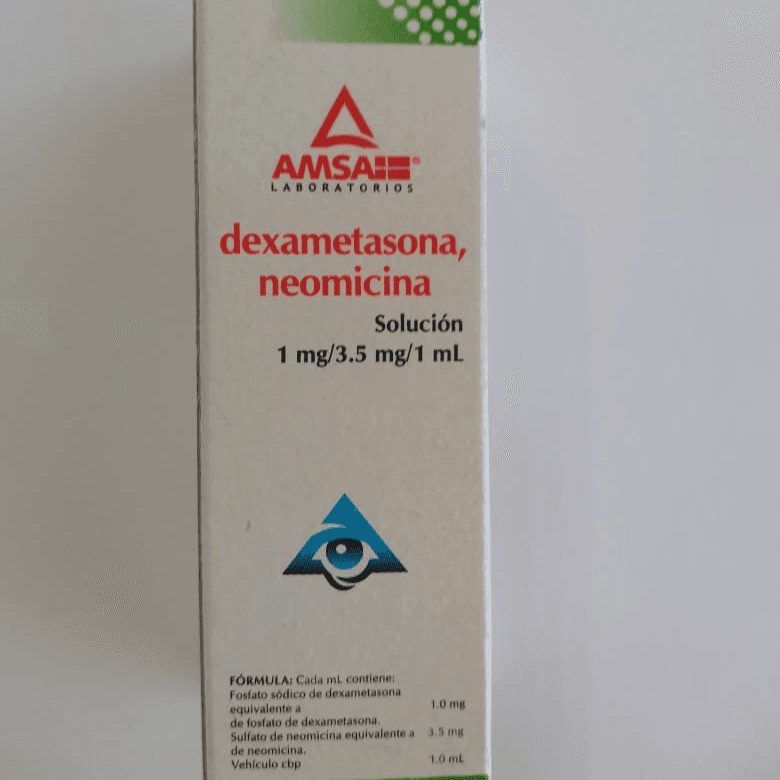 AMSA®
LABORATORIOS
dexametasona,
neomicina
Solución
1 mg/3.5 mg/1 mL
FÓRMULA: Cada mL contiene:
Fosfato sódico de dexametasona
equivalente a 1.0 mg
de fosfato de dexametasona.
Sulfato de neomicina equivalente a 3.5 mg
de neomicina.
Vehículo cbp 1.0 mL